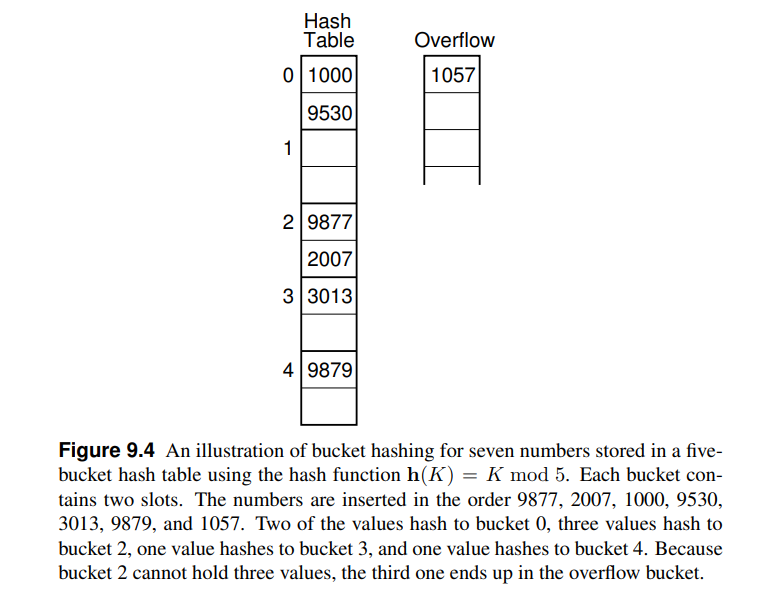 Hash
Table Overflow
0 1000 1057
9530
1
2 9877
2007
3 3013
4 9879
Figure 9.4 An illustration of bucket hashing for seven numbers stored in a five-
bucket hash table using the hash function h(K) = K mod 5. Each bucket con-
tains two slots. The numbers are inserted in the order 9877, 2007, 1000, 9530,
3013, 9879, and 1057. Two of the values hash to bucket 0, three values hash to
bucket 2, one value hashes to bucket 3, and one value hashes to bucket 4. Because
bucket 2 cannot hold three values, the third one ends up in the overflow bucket.